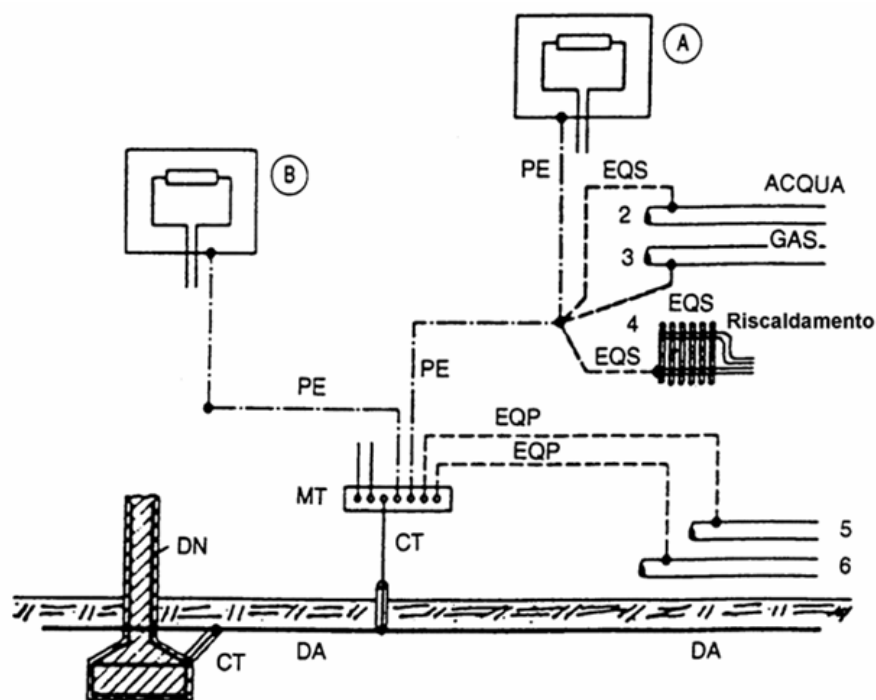 A
B
PE
EQS
ACQUA
2
GAS
3
EQS
4
Riscaldamento
EQS
PE
PE
EQP
EQP
MT
CT
5
DN
6
CT
DA
DA